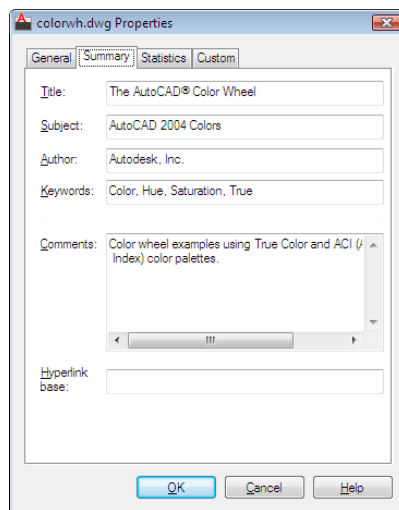 colorwh.dwg Properties
General Summary Statistics Custom
Title: The AutoCAD® Color Wheel
Subject: AutoCAD 2004 Colors
Author: Autodesk, Inc.
Keywords: Color, Hue, Saturation, True
Comments: Color wheel examples using True Color and ACI (
Index) color palettes.
Hyperlink
base:
OK Cancel Help